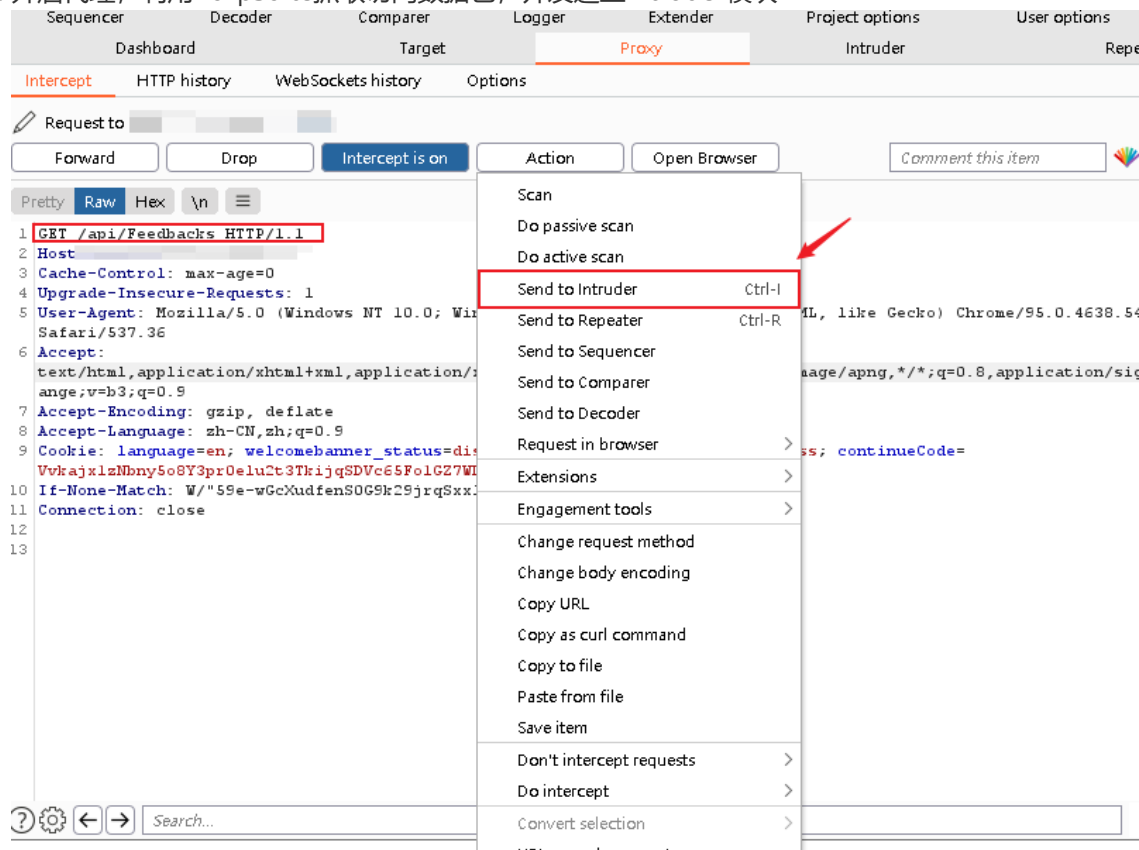 Sequencer Decoder Comparer Logger Extender Project options User options
Dashboard Target Proxy Intruder Repe
Intercept HTTP history WebSockets history Options
Request to
Forward Drop Intercept is on Action Open Browser Comment this item
Pretty Raw Hex \n
Scan
Do passive scan
Do active scan
Send to Intruder Ctrl-I
Send to Repeater Ctrl-R
Send to Sequencer
Send to Comparer
Send to Decoder
Request in browser
Extensions
Engagement tools
Change request method
Change body encoding
Copy URL
Copy as curl command
Copy to file
Paste from file
Save item
Don't intercept requests
Do intercept
Convert selection
1 GET /api/Feedbacks HTTP/1.1
2 Host
3 Cache-Control: max-age=0
4 Upgrade-Insecure-Requests: 1
5 User-Agent: Mozilla/5.0 (Windows NT 10.0; Win ML, like Gecko) Chrome/95.0.4638.54
Safari/537.36
6 Accept:
text/html,application/xhtml+xml,application/ mage/apng,*/*;q=0.8,application/sig
ange;v=b3;q=0.9
7 Accept-Encoding: gzip, deflate
8 Accept-Language: zh-CN,zh;q=0.9
9 Cookie: language=en; welcomebanner_status=dis ss; continueCode=
10 If-None-Match:
11 Connection: close
12
13
Search...